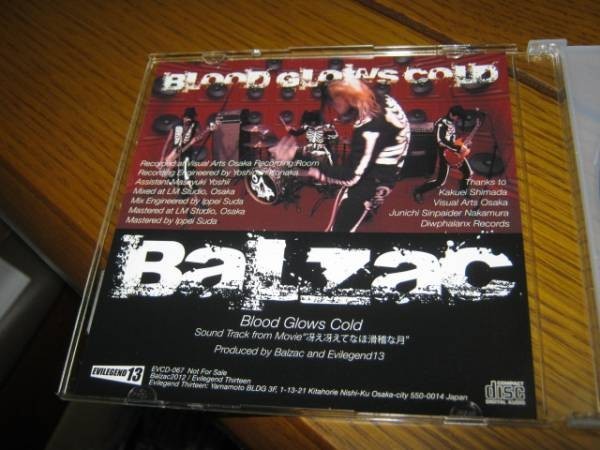 BLOOD GLOWS COLD
Recorded at Visual Arts Osaka Recording Room
Recording Engineered by Yoshinori
Assistant Masayuki Yoshii
Mixed at LM Studio, Osaka
Mix Engineered by Ippei Suda
Mastered at LM Studio, Osaka
Mastered by Ippei Suda
Thanks to
Kakuei Shimada
Visual Arts Osaka
Junichi Sinpaider Nakamura
Diwphalanx Records
Balzac
Blood Glows Cold
Sound Track from Movie"冴え冴えてなほ滑稽な月"
Produced by Balzac and Evilegend13
EVILEGEND 13
EVCD-067 Not For Sale
Balzac2012 / Evilegend Thirteen
Evilegend Thirteen: Yamamoto BLDG 3F, 1-13-21 Kitahorie Nishi-Ku Osaka-city 550-0014 Japan
COMPACT
disc
DIGITAL AUDIO